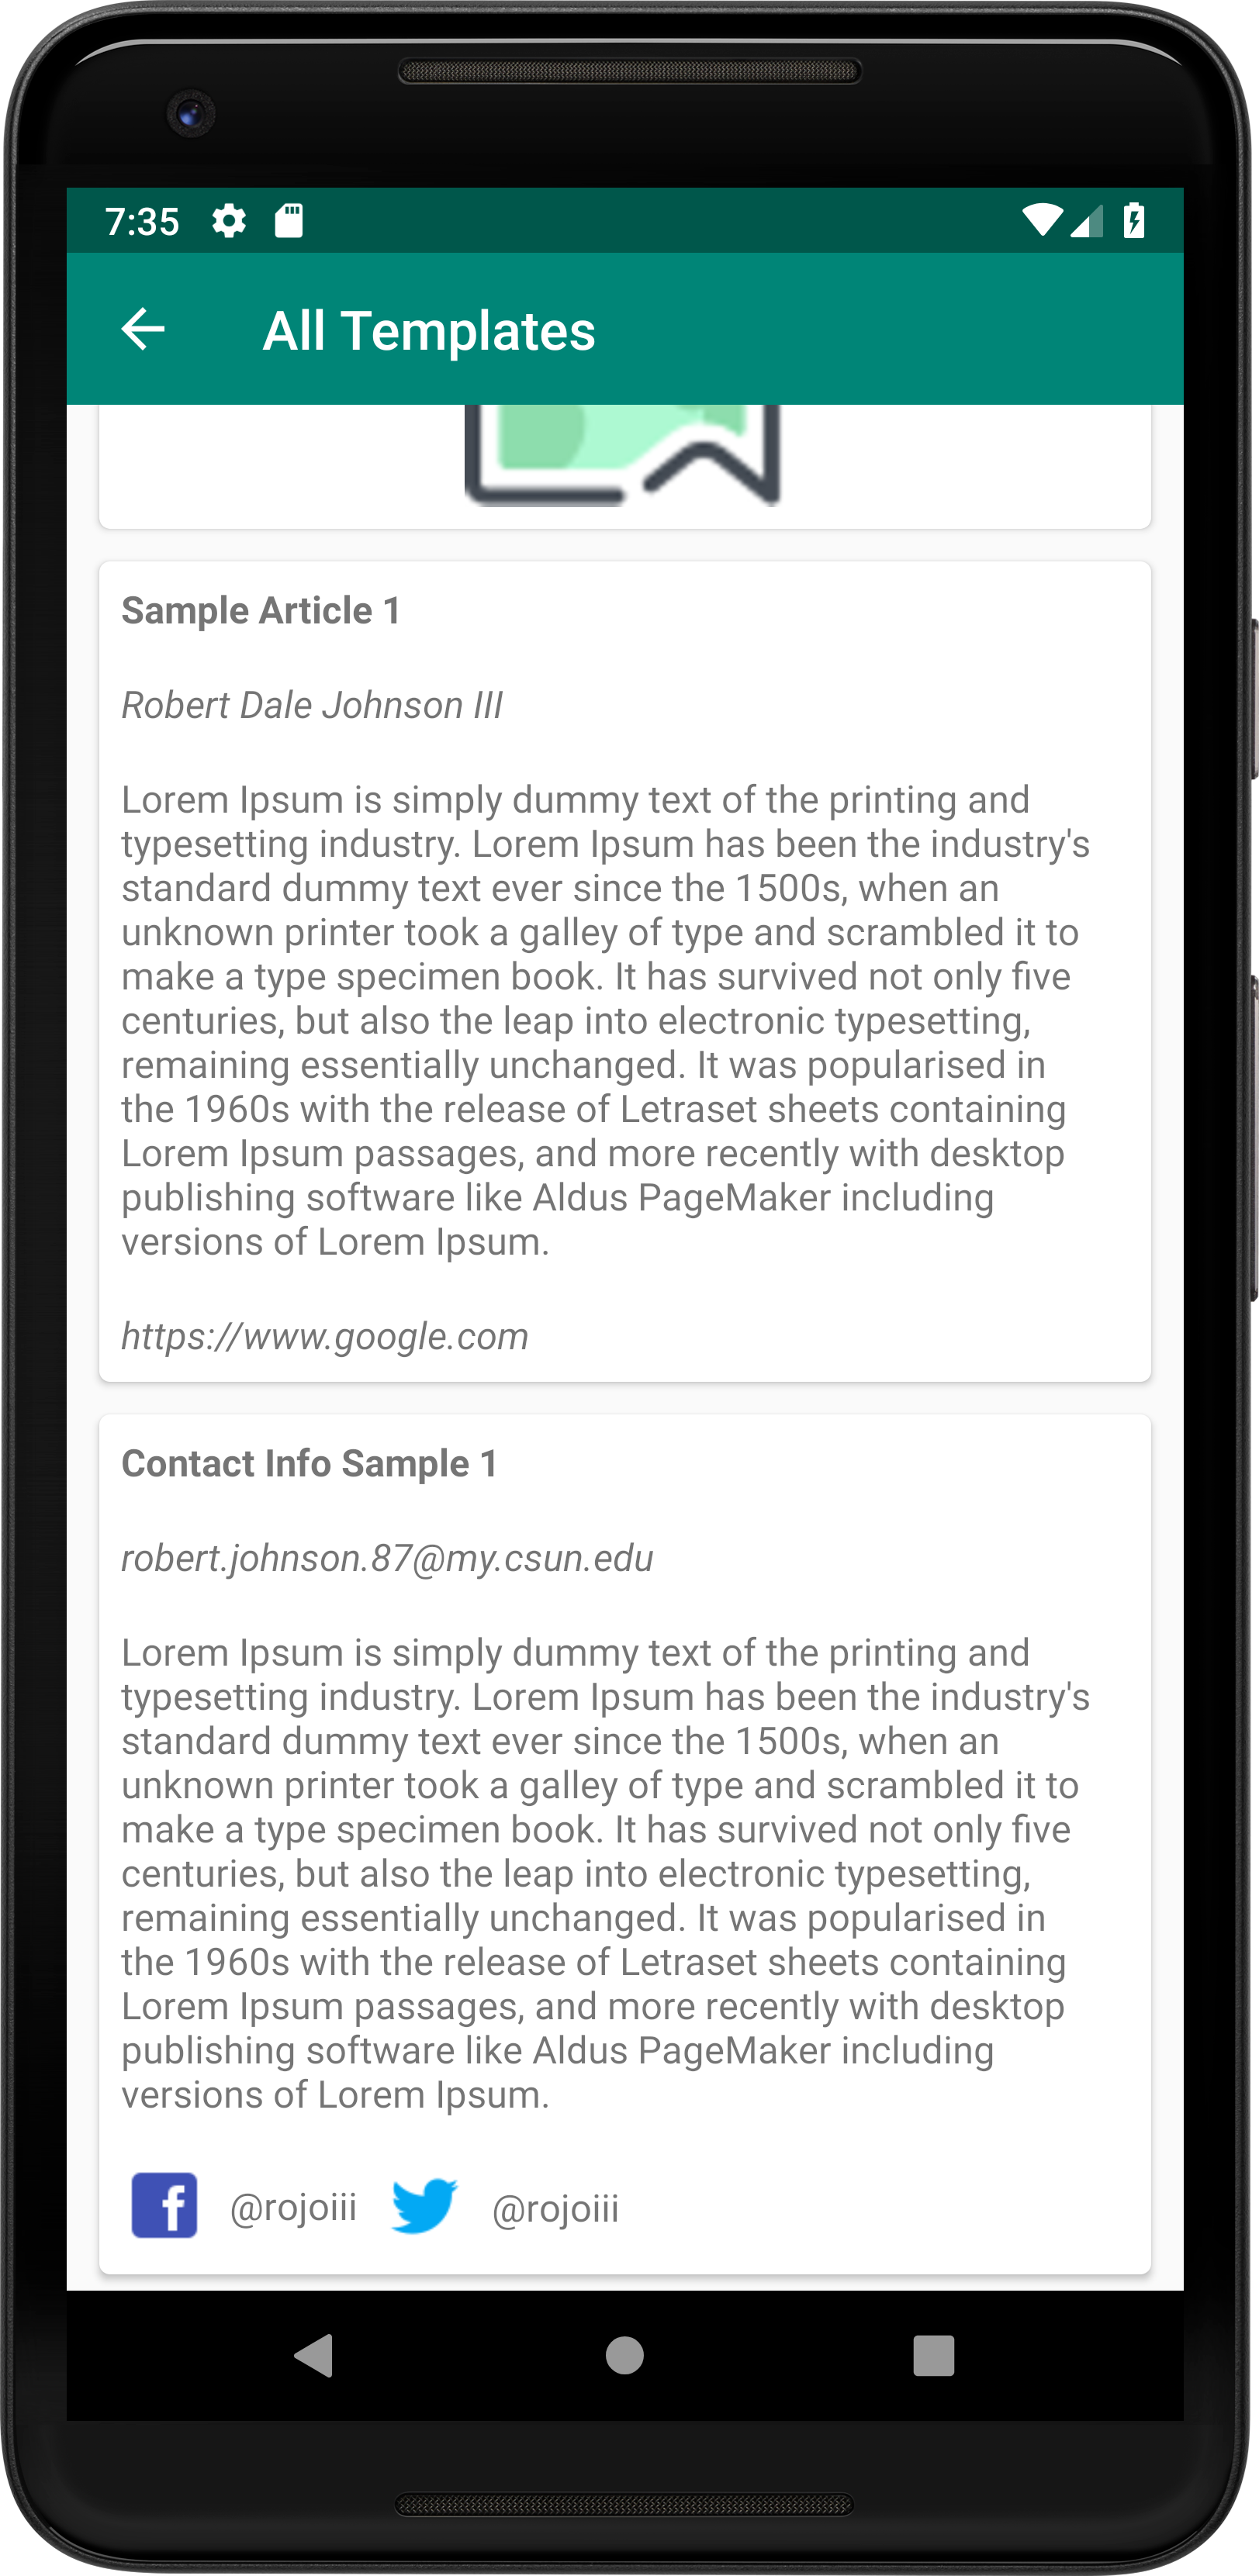 7:35
All Templates
Sample Article 1
Robert Dale Johnson III
Lorem Ipsum is simply dummy text of the printing and
typesetting industry. Lorem Ipsum has been the industry's
standard dummy text ever since the 1500s, when an
unknown printer took a galley of type and scrambled it to
make a type specimen book. It has survived not only five
centuries, but also the leap into electronic typesetting,
remaining essentially unchanged. It was popularised in
the 1960s with the release of Letraset sheets containing
Lorem Ipsum passages, and more recently with desktop
publishing software like Aldus PageMaker including
versions of Lorem Ipsum.
https://www.google.com
Contact Info Sample 1
robert.johnson.87@my.csun.edu
Lorem Ipsum is simply dummy text of the printing and
typesetting industry. Lorem Ipsum has been the industry's
standard dummy text ever since the 1500s, when an
unknown printer took a galley of type and scrambled it to
make a type specimen book. It has survived not only five
centuries, but also the leap into electronic typesetting,
remaining essentially unchanged. It was popularised in
the 1960s with the release of Letraset sheets containing
Lorem Ipsum passages, and more recently with desktop
publishing software like Aldus PageMaker including
versions of Lorem Ipsum.
f @rojoiii @rojoiii